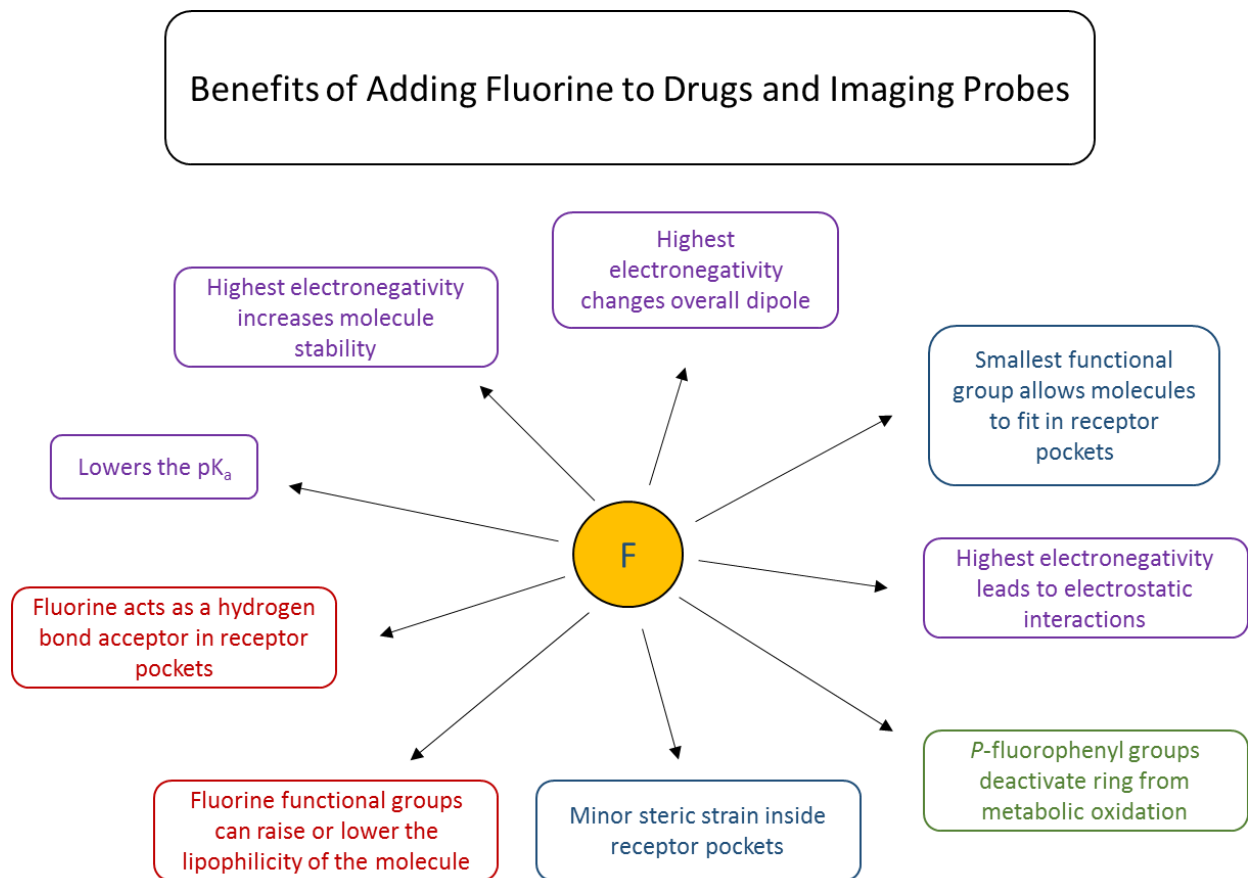 Benefits of Adding Fluorine to Drugs and Imaging Probes
Highest
electronegativity
changes overall dipole
Highest electronegativity
increases molecule
stability
Smallest functional
group allows molecules
to fit in receptor
pockets
Lowers the pKₐ
F
Highest electronegativity
leads to electrostatic
interactions
Fluorine acts as a hydrogen
bond acceptor in receptor
pockets
P-fluorophenyl groups
deactivate ring from
metabolic oxidation
Fluorine functional groups
can raise or lower the
lipophilicity of the molecule
Minor steric strain inside
receptor pockets